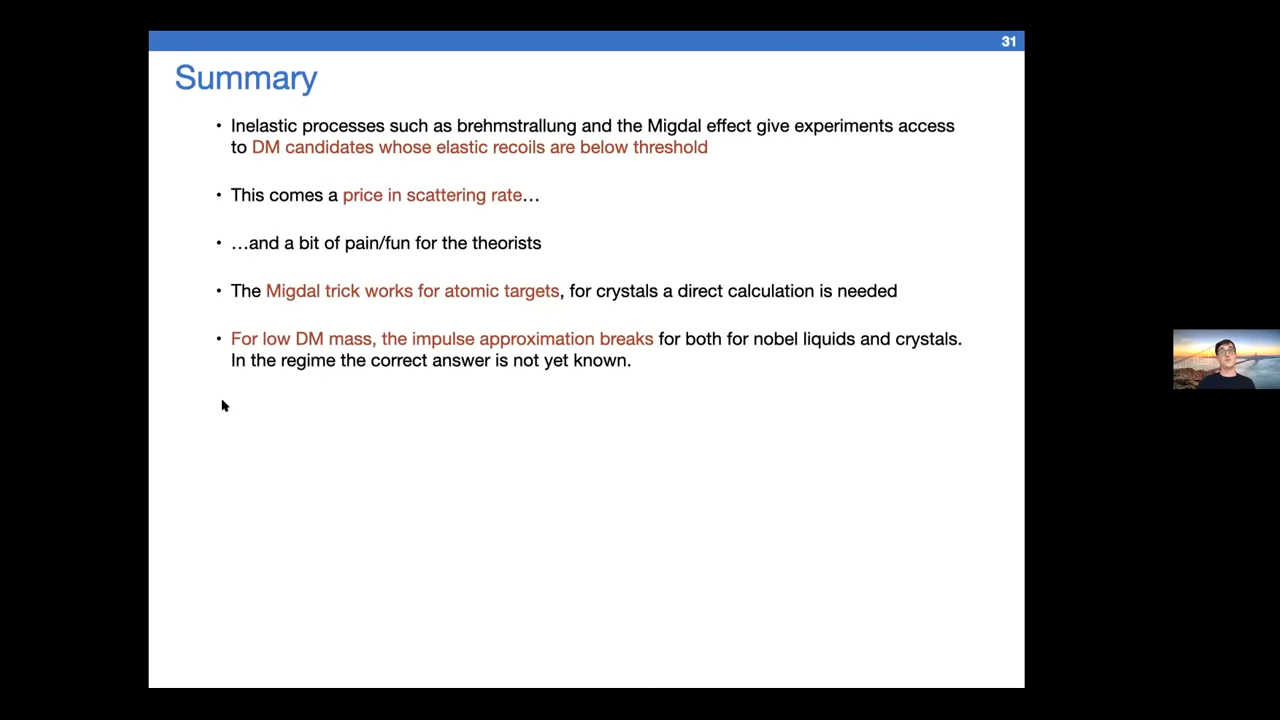 31
Summary
• Inelastic processes such as brehmstrallung and the Migdal effect give experiments access
to DM candidates whose elastic recoils are below threshold
• This comes a price in scattering rate…
• …and a bit of pain/fun for the theorists
• The Migdal trick works for atomic targets, for crystals a direct calculation is needed
• For low DM mass, the impulse approximation breaks for both for nobel liquids and crystals.
In the regime the correct answer is not yet known.